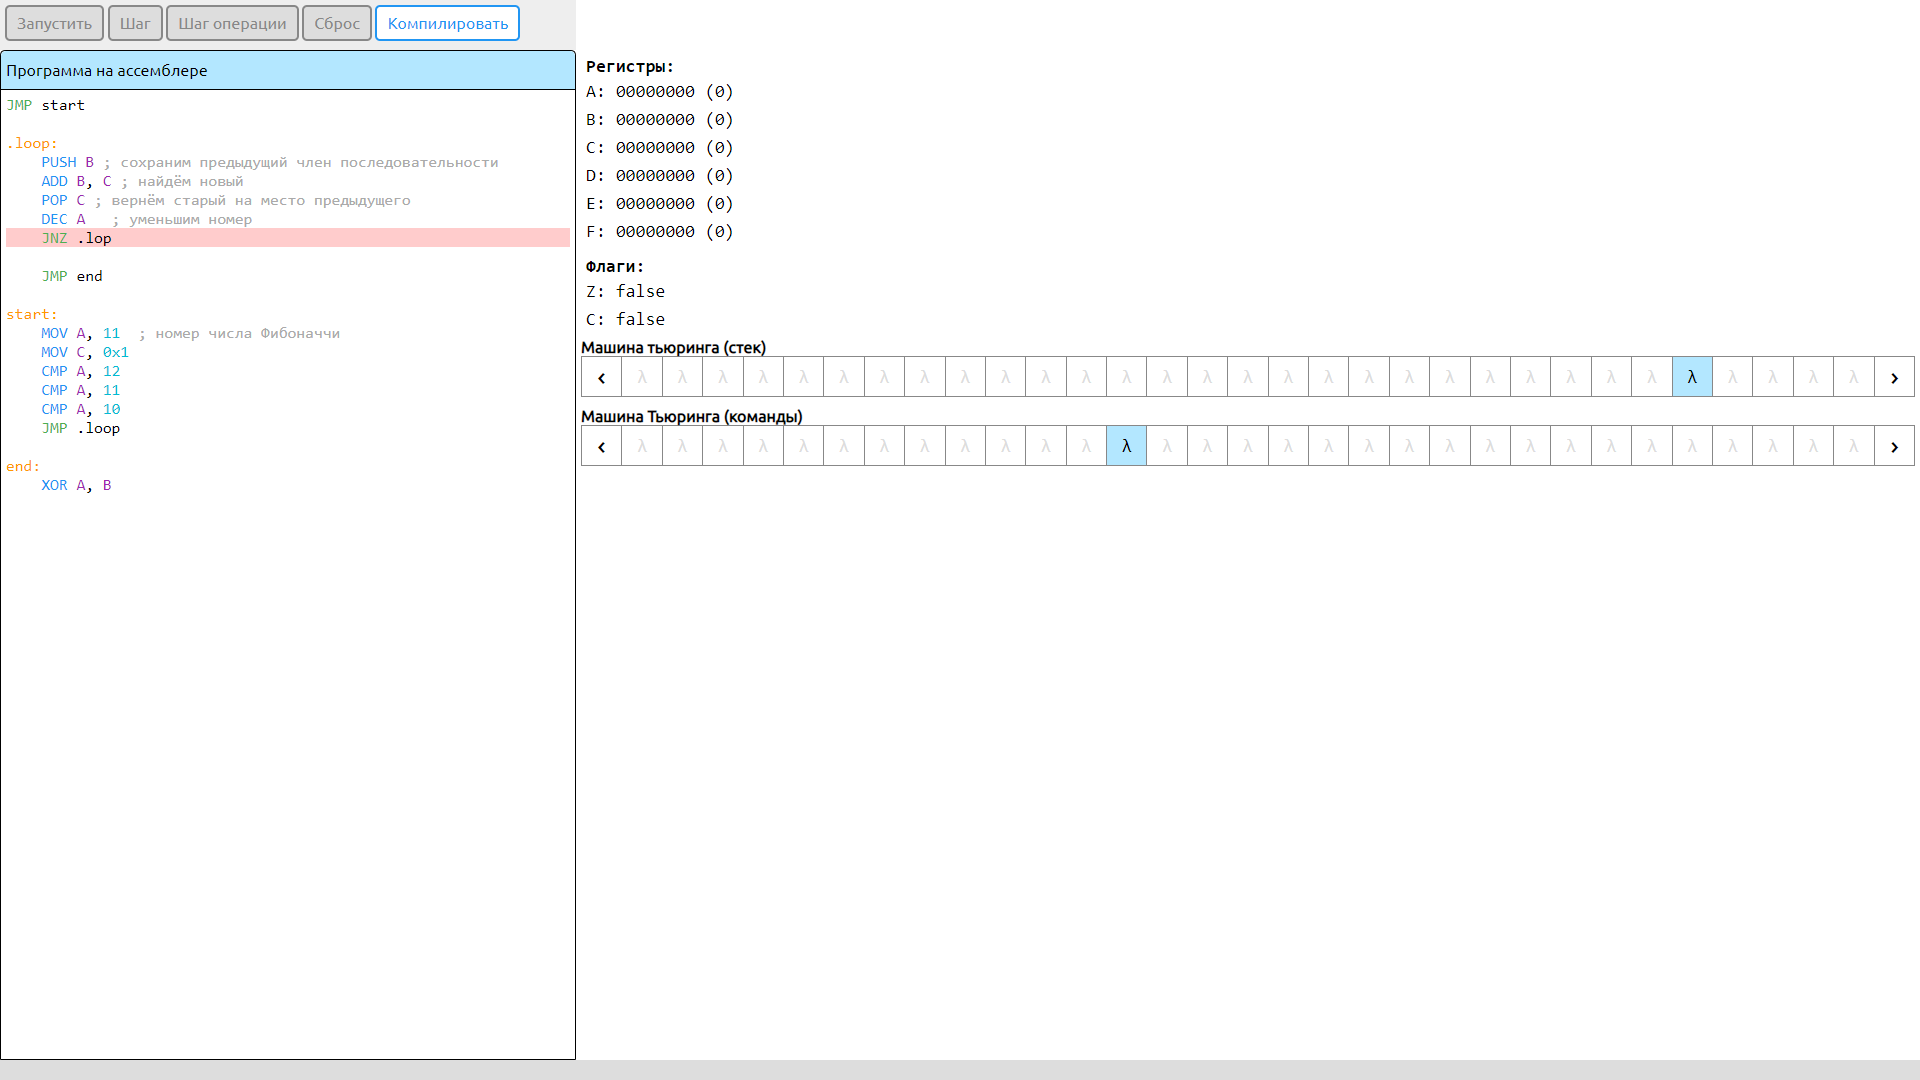 Запустить Шаг Шаг операции Сброс Компилировать
Программа на ассемблере
JMP start
.loop:
PUSH B ; сохраним предыдущий член последовательности
ADD B, C ; найдём новый
POP C ; вернём старый на место предыдущего
DEC A ; уменьшим номер
JNZ .lop
JMP end
start:
MOV A, 11 ; номер числа Фибоначчи
MOV C, 0x1
CMP A, 12
CMP A, 11
CMP A, 10
JMP .loop
end:
XOR A, B
Регистры:
A: 00000000 (0)
B: 00000000 (0)
C: 00000000 (0)
D: 00000000 (0)
E: 00000000 (0)
F: 00000000 (0)
Флаги:
Z: false
C: false
Машина тьюринга (стек)
‹ λ λ λ λ λ λ λ λ λ λ λ λ λ λ λ λ λ λ λ λ λ λ λ λ λ λ λ λ λ λ λ ›
Машина Тьюринга (команды)
‹ λ λ λ λ λ λ λ λ λ λ λ λ λ λ λ λ λ λ λ λ λ λ λ λ λ λ λ λ λ λ λ ›